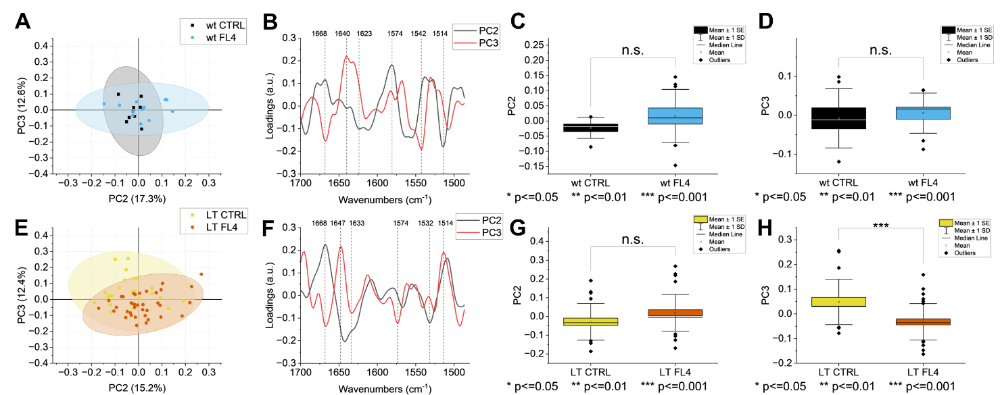 A
wt CTRL
wt FL4
PC3 (12.6%)
0.4
0.3
0.2
0.1
0.0
−0.1
−0.2
−0.3
−0.4
−0.3 −0.2 −0.1 0.0 0.1 0.2 0.3
PC2 (17.3%)
B
1668 1640 1623 1574 1542 1514
PC2
PC3
Loadings (a.u.)
0.3
0.2
0.1
0.0
−0.1
−0.2
−0.3
1700 1650 1600 1550 1500
Wavenumbers (cm-1)
C
Mean ± 1 SE
Mean ± 1 SD
Median Line
Mean
Outliers
n.s.
PC2
0.25
0.20
0.15
0.10
0.05
0.00
−0.05
−0.10
−0.15
wt CTRL wt FL4
* p<=0.05 ** p<=0.01 *** p<=0.001
D
Mean ± 1 SE
Mean ± 1 SD
Median Line
Mean
Outliers
n.s.
PC3
0.1
0.0
−0.1
wt CTRL wt FL4
* p<=0.05 ** p<=0.01 *** p<=0.001
E
LT CTRL
LT FL4
PC3 (12.4%)
0.4
0.3
0.2
0.1
0.0
−0.1
−0.2
−0.3
−0.4
−0.3 −0.2 −0.1 0.0 0.1 0.2 0.3
PC2 (15.2%)
F
1668 1647 1633 1574 1532 1514
PC2
PC3
Loadings (a.u.)
0.3
0.2
0.1
0.0
−0.1
−0.2
−0.3
1700 1650 1600 1550 1500
Wavenumbers (cm-1)
G
Mean ± 1 SE
Mean ± 1 SD
Median Line
Mean
Outliers
n.s.
PC2
0.4
0.3
0.2
0.1
0.0
−0.1
−0.2
LT CTRL LT FL4
* p<=0.05 ** p<=0.01 *** p<=0.001
H
Mean ± 1 SE
Mean ± 1 SD
Median Line
Mean
Outliers
***
PC3
0.3
0.2
0.1
0.0
−0.1
−0.2
LT CTRL LT FL4
* p<=0.05 ** p<=0.01 *** p<=0.001